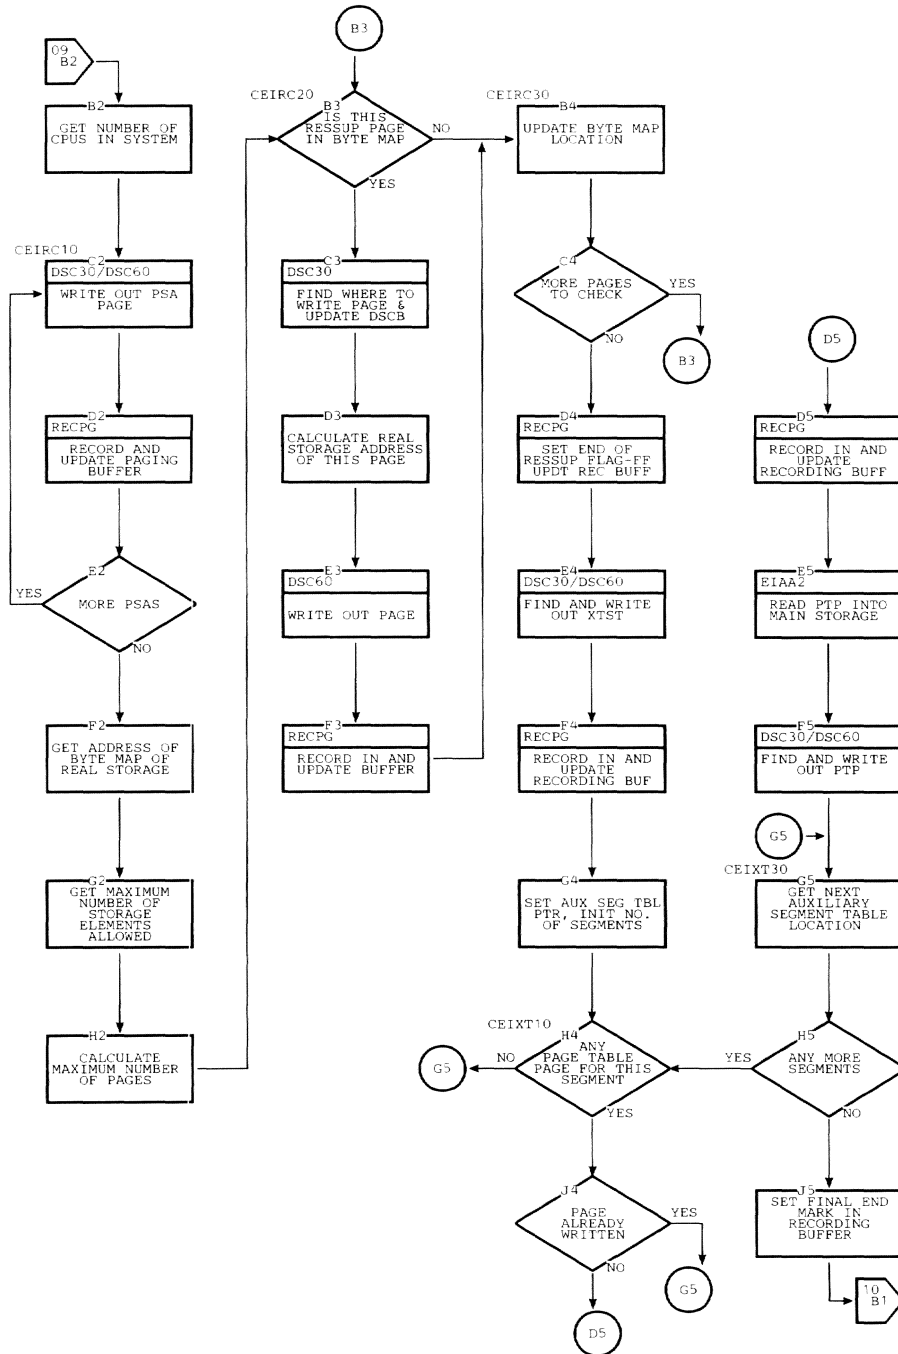 09
B2
B2
GET NUMBER OF
CPUS IN SYSTEM
CEIRC10
C2
DSC30/DSC60
WRITE OUT PSA
PAGE
D2
RECPG
RECORD AND
UPDATE PAGING
BUFFER
E2
YES
MORE PSAS
NO
F2
GET ADDRESS OF
BYTE MAP OF
REAL STORAGE
G2
GET MAXIMUM
NUMBER OF
STORAGE
ELEMENTS
ALLOWED
H2
CALCULATE
MAXIMUM NUMBER
OF PAGES
B3
CEIRC20
B3
IS THIS
RESSUP PAGE
IN BYTE MAP
NO
YES
C3
DSC30
FIND WHERE TO
WRITE PAGE &
UPDATE DSCB
D3
CALCULATE REAL
STORAGE ADDRESS
OF THIS PAGE
E3
DSC60
WRITE OUT PAGE
F3
RECPG
RECORD IN AND
UPDATE BUFFER
CEIRC30
B4
UPDATE BYTE MAP
LOCATION
C4
MORE PAGES
TO CHECK
YES
NO
B3
D4
RECPG
SET END OF
RESSUP FLAG-FF
UPDT REC BUFF
E4
DSC30/DSC60
FIND AND WRITE
OUT XTST
F4
RECPG
RECORD IN AND
UPDATE
RECORDING BUF
G4
SET AUX SEG TBL
PTR, INIT NO.
OF SEGMENTS
CEIXT10
H4
ANY
PAGE TABLE
PAGE FOR THIS
SEGMENT
NO
G5
YES
J4
PAGE
ALREADY
WRITTEN
YES
NO
G5
D5
D5
D5
RECPG
RECORD IN AND
UPDATE
RECORDING BUFF
E5
EIAA2
READ PTP INTO
MAIN STORAGE
F5
DSC30/DSC60
FIND AND WRITE
OUT PTP
G5
CEIXT30
G5
GET NEXT
AUXILIARY
SEGMENT TABLE
LOCATION
H5
YES
ANY MORE
SEGMENTS
NO
J5
SET FINAL END
MARK IN
RECORDING
BUFFER
10
B1